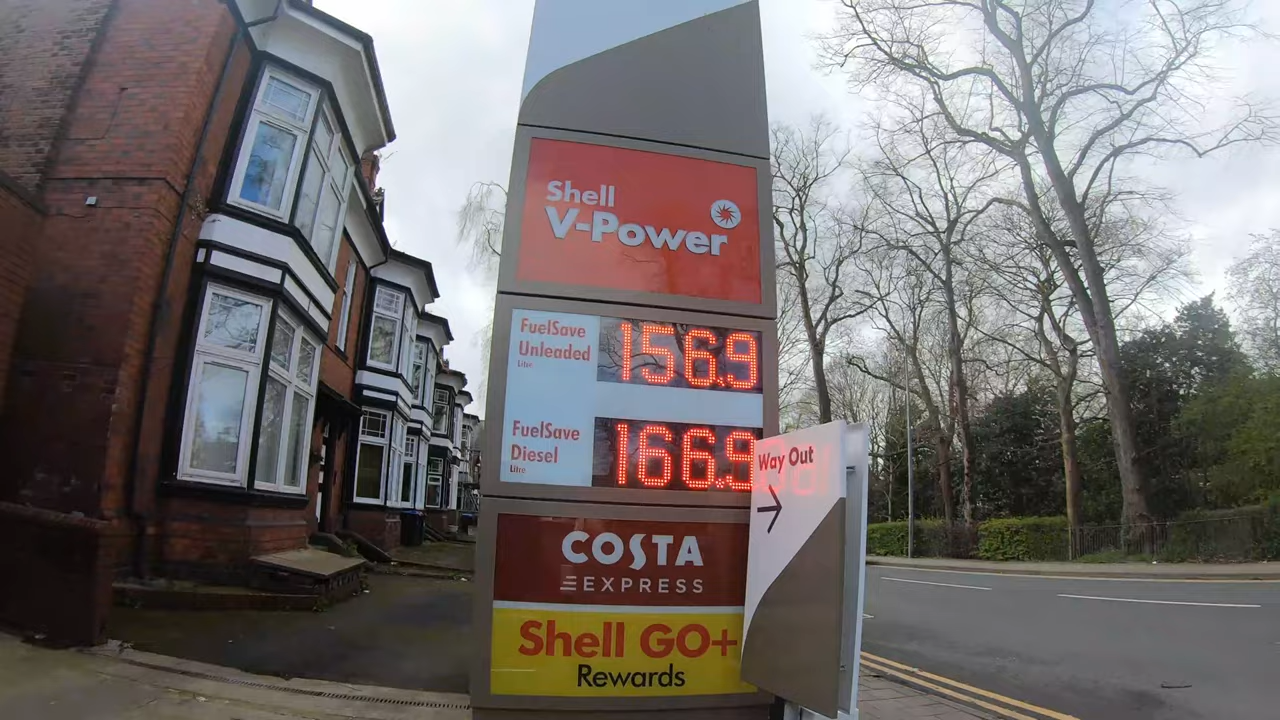 Shell
V-Power
FuelSave
Unleaded
Litre
156.9
FuelSave
Diesel
Litre
166.9
Way Out
COSTA
EXPRESS
Shell GO+
Rewards